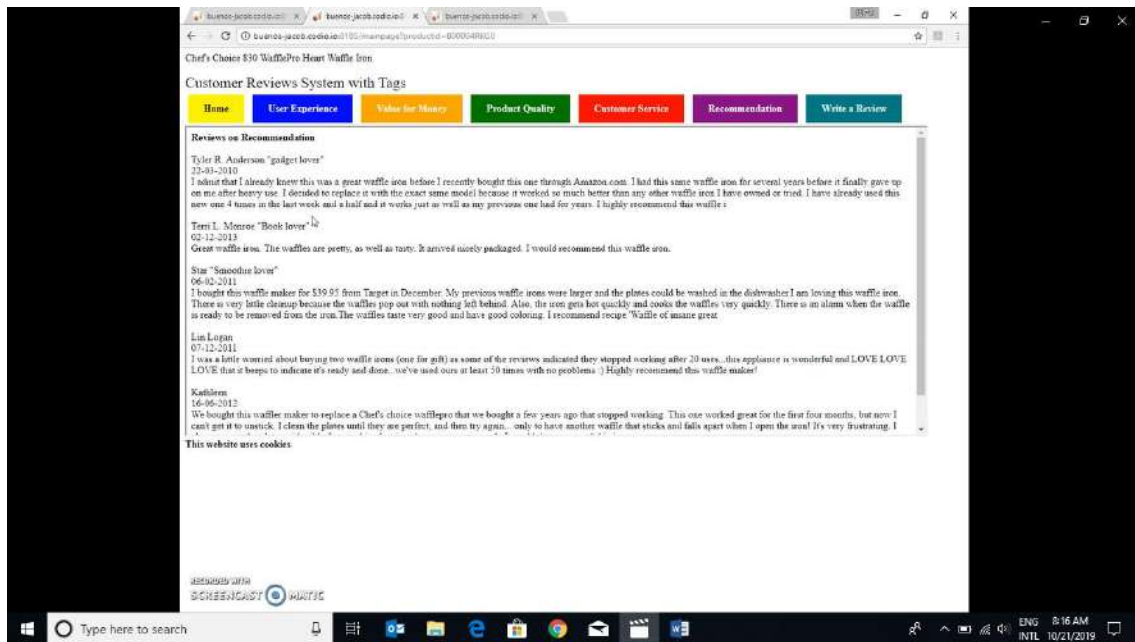 buenos-jacob.codio.io:
buenos-jacob.codio.io:
buenos-jacob.codio.io:
buenos-jacob.codio.io:
Chef's Choice 830 WafflePro Heart Waffle Iron
Customer Reviews System with Tags
Home User Experience Value for Money Product Quality Customer Service Recommendation Write a Review
Reviews on Recommendation
Tyler R. Anderson "gadget lover"
22-03-2010
I admit that I already knew this was a great waffle iron before I recently bought this one through Amazon.com. I had this same waffle iron for several years before it finally gave up
on me after heavy use. I decided to replace it with the exact same model because it worked so much better than any other waffle iron I have owned or tried. I have already used this
new one 4 times in the last week and a half and it works just as well as my previous one had for years. I highly recommend this waffle i
Terri L. Monroe "Book lover"
02-12-2013
Great waffle iron. The waffles are pretty, as well as tasty. It arrived nicely packaged. I would recommend this waffle iron.
Star "Smoothie lover"
06-02-2011
I bought this waffle maker for $39.95 from Target in December. My previous waffle irons were larger and the plates could be washed in the dishwasher I am loving this waffle iron.
There is very little cleanup because the waffles pop out with nothing left behind. Also, the iron gets hot quickly and cooks the waffles very quickly. There is an alarm when the waffle
is ready to be removed from the iron.The waffles taste very good and have good coloring. I recommend recipe "Waffle of insane great
Lin Logan
07-12-2011
I was a little worried about buying two waffle irons (one for gift) as some of the reviews indicated they stopped working after 20 uses...this appliance is wonderful and LOVE LOVE
LOVE that it beeps to indicate it's ready and done...we've used ours at least 50 times with no problems :) Highly recommend this waffle maker!
Kathleen
16-06-2012
We bought this waffler maker to replace a Chef's choice wafflepro that we bought a few years ago that stopped working. This one worked great for the first four months, but now I
can't get it to unstick. I clean the plates until they are perfect, and then try again... only to have another waffle that sticks and falls apart when I open the iron! It's very frustrating. I
This website uses cookies
RECORDED WITH
SCREENCAST MATIC
Type here to search
ENG 8:16 AM
INTL 10/21/2019